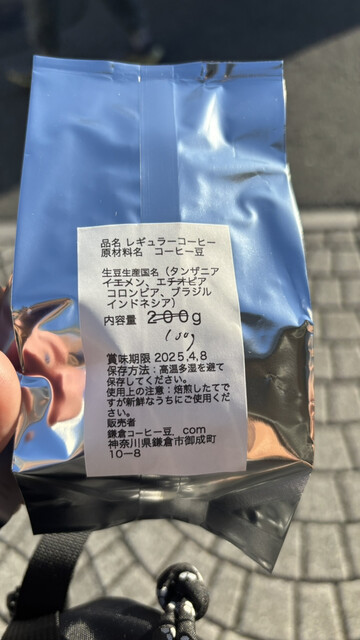 品名 レギュラーコーヒー
原材料名 コーヒー豆
生豆生産国名（タンザニア
イエメン、エチオピア
コロンビア、ブラジル
インドネシア）
内容量 200g
150g
賞味期限 2025,4,8
保存方法：高温多湿を避て
保存してください。
使用上の注意：焙煎したてで
すが新鮮なうちにご使用くだ
さい。
販売者
鎌倉コーヒー豆．com
神奈川県鎌倉市御成町
10－8